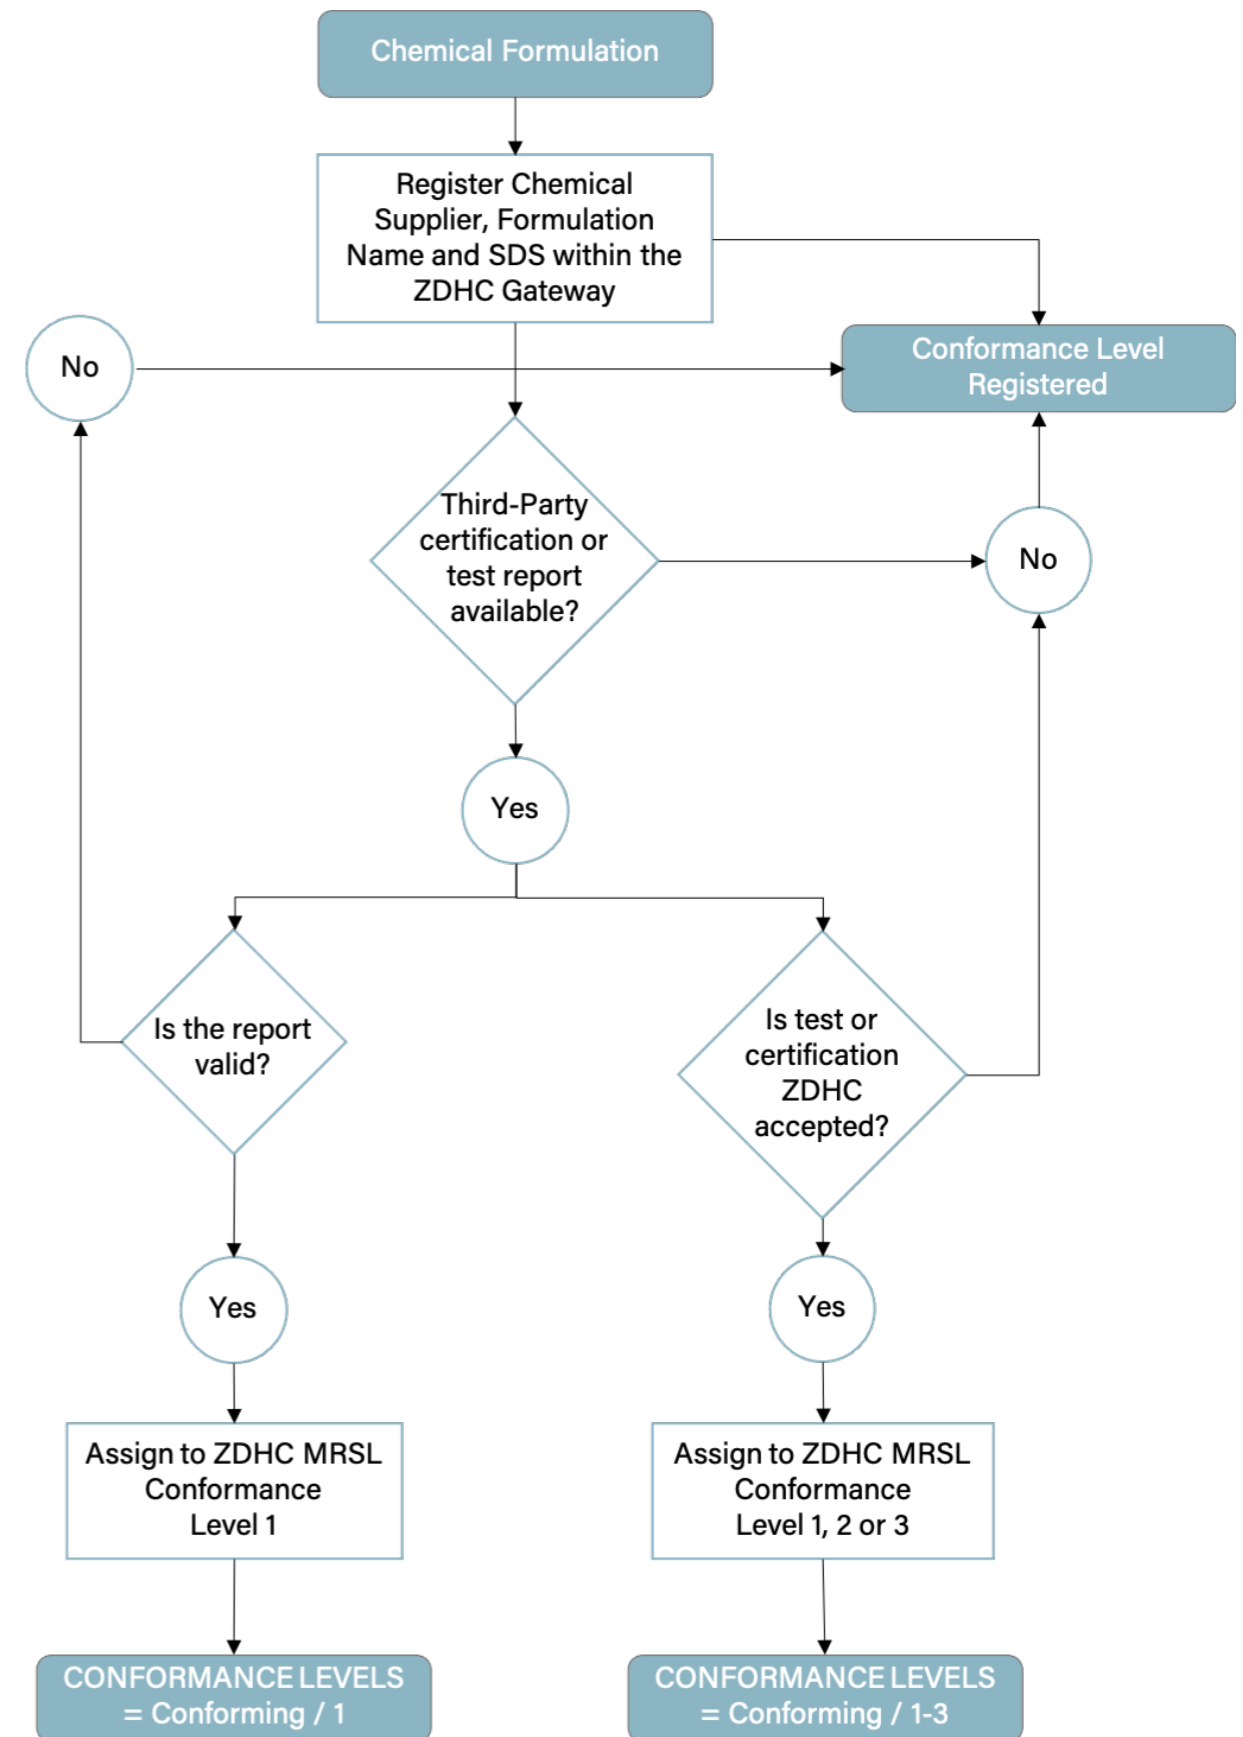 Chemical Formulation
Register Chemical
Supplier, Formulation
Name and SDS within the
ZDHC Gateway
No
Conformance Level
Registered
Third-Party
certification or
test report
available?
No
Yes
Is the report
valid?
Is test or
certification
ZDHC
accepted?
Yes
Yes
Assign to ZDHC MRSL
Conformance
Level 1
Assign to ZDHC MRSL
Conformance
Level 1, 2 or 3
CONFORMANCE LEVELS
= Conforming / 1
CONFORMANCE LEVELS
= Conforming / 1-3